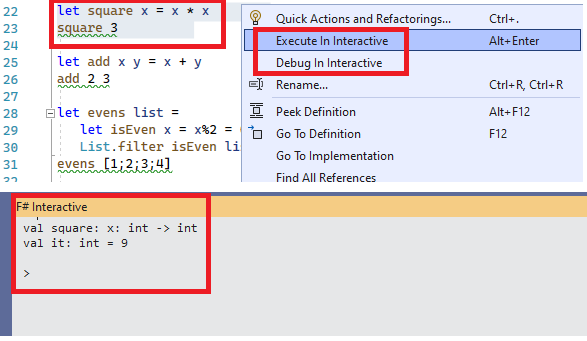 22 let square x = x * x
23 square 3
24
25 let add x y = x + y
26 add 2 3
28 let evens list =
29 let isEven x = x%2 =
30 List.filter isEven li
31 evens [1;2;3;4]
Quick Actions and Refactorings... Ctrl+.
Execute In Interactive Alt+Enter
Debug In Interactive
Rename... Ctrl+R, Ctrl+R
Peek Definition Alt+F12
Go To Definition F12
Go To Implementation
Find All References
F# Interactive
val square: x: int -> int
val it: int = 9
>